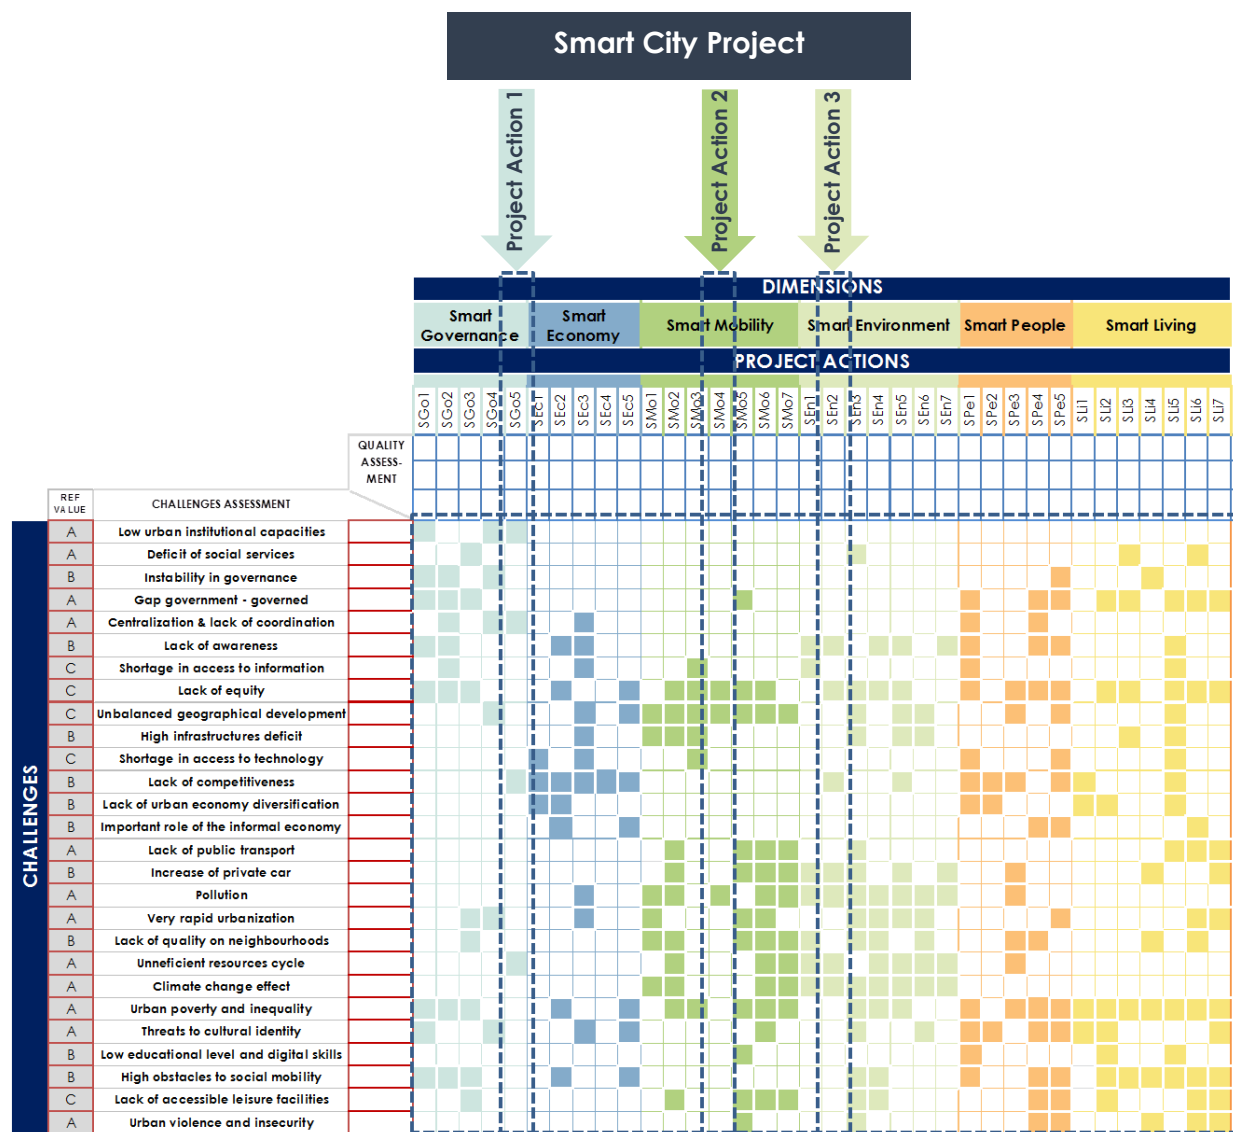 Smart City Project
Project Action 1
Project Action 2
Project Action 3
DIMENSIONS
Smart Governance
Smart Economy
Smart Mobility
Smart Environment
Smart People
Smart Living
PROJECT ACTIONS
SGo1 SGo2 SGo3 SGo4 SGo5 SEc1 SEc2 SEc3 SEc4 SEc5 SMo1 SMo2 SMo3 SMo4 SMo5 SMo6 SMo7 SEn1 SEn2 SEn3 SEn4 SEn5 SEn6 SEn7 SPe1 SPe2 SPe3 SPe4 SPe5 SLi1 SLi2 SLi3 SLi4 SLi5 SLi6 SLi7
QUALITY
ASSESS-
MENT
REF
VALUE
CHALLENGES ASSESSMENT
CHALLENGES
A Low urban institutional capacities
A Deficit of social services
B Instability in governance
A Gap government - governed
A Centralization & lack of coordination
B Lack of awareness
C Shortage in access to information
C Lack of equity
C Unbalanced geographical development
B High infrastructures deficit
C Shortage in access to technology
B Lack of competitiveness
B Lack of urban economy diversification
B Important role of the informal economy
A Lack of public transport
B Increase of private car
A Pollution
A Very rapid urbanization
B Lack of quality on neighbourhoods
A Unneficient resources cycle
A Climate change effect
A Urban poverty and inequality
A Threats to cultural identity
B Low educational level and digital skills
B High obstacles to social mobility
C Lack of accessible leisure facilities
A Urban violence and insecurity